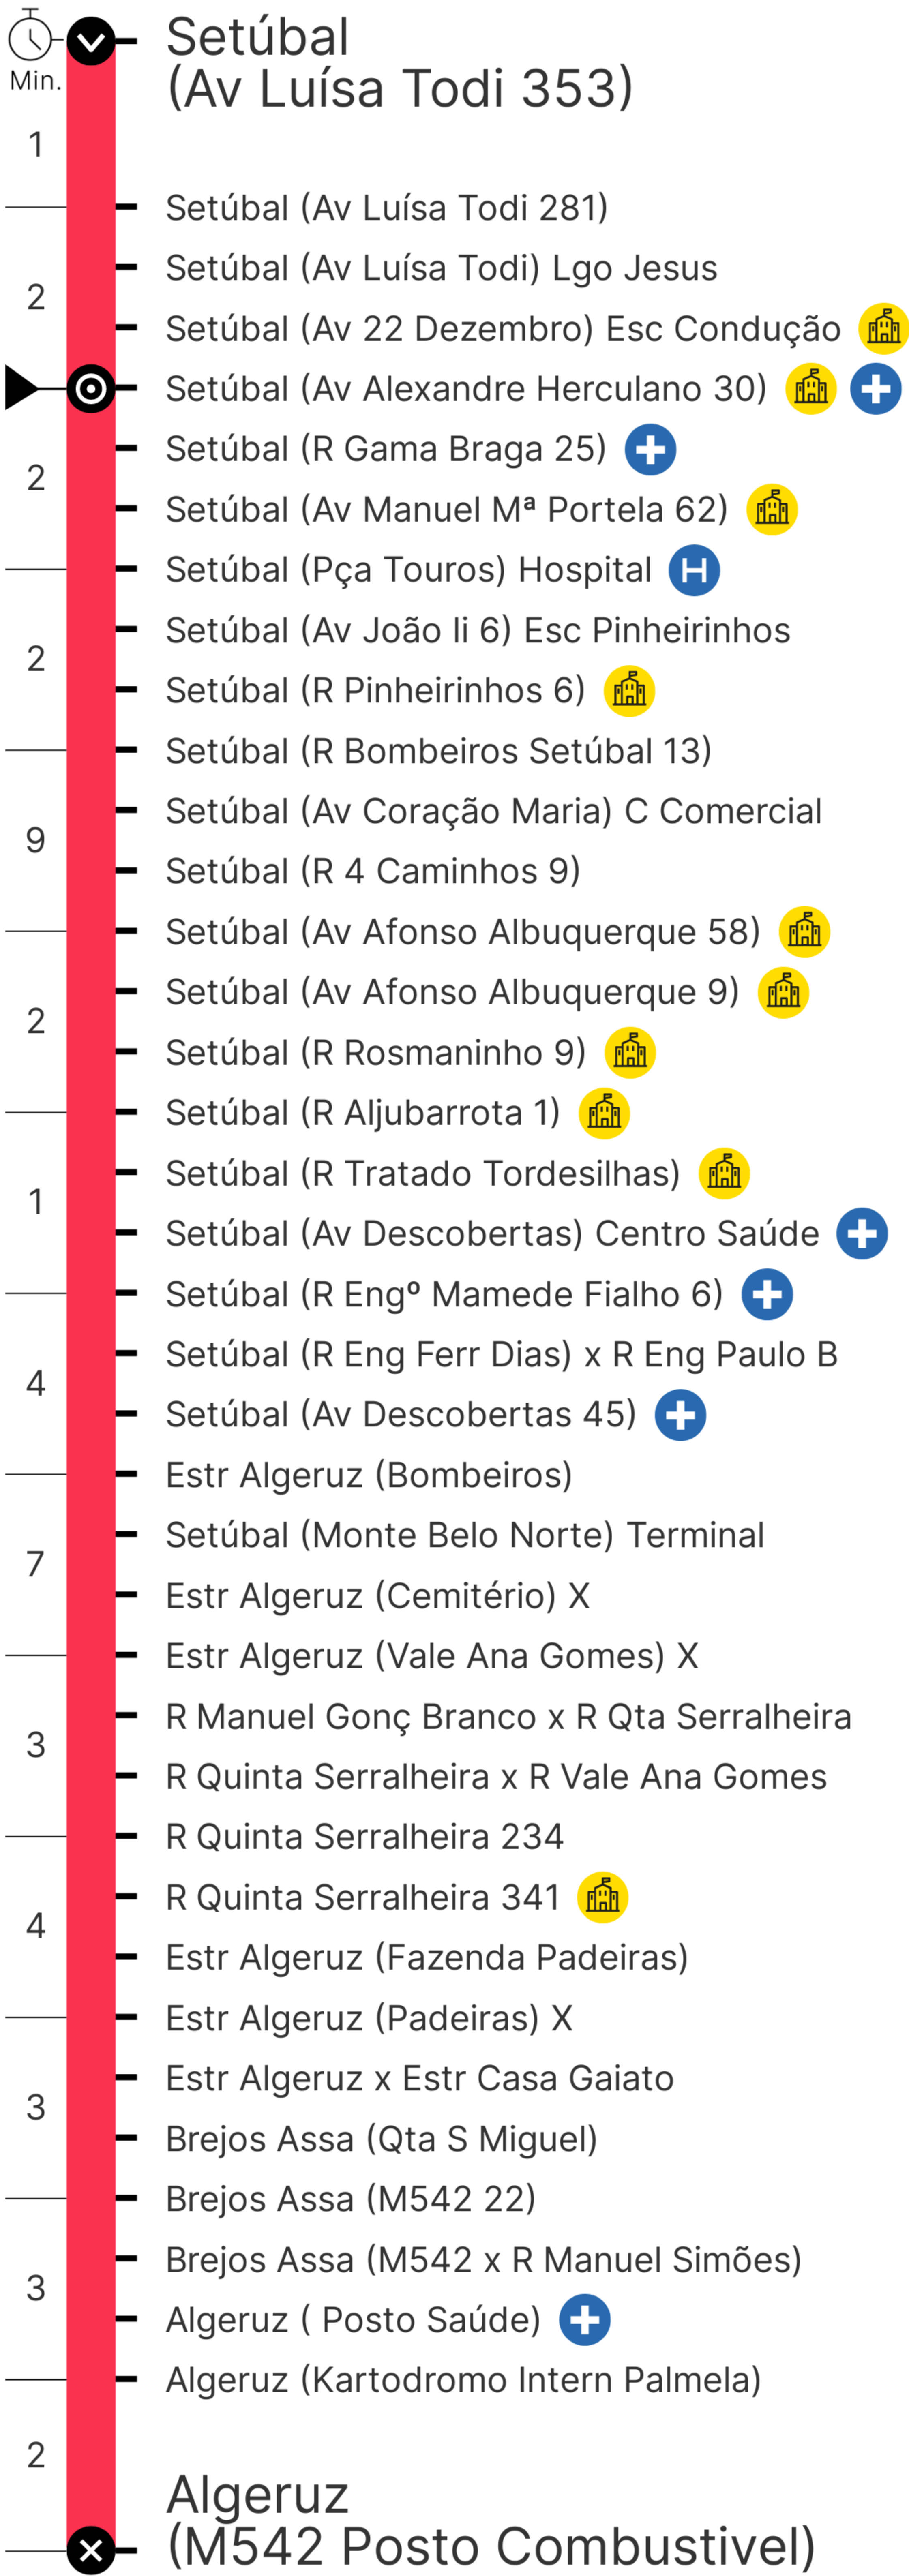 Setúbal
(Av Luísa Todi 353)
Min.
1
Setúbal (Av Luísa Todi 281)
Setúbal (Av Luísa Todi) Lgo Jesus
2
Setúbal (Av 22 Dezembro) Esc Condução
Setúbal (Av Alexandre Herculano 30)
Setúbal (R Gama Braga 25)
2
Setúbal (Av Manuel Mª Portela 62)
Setúbal (Pça Touros) Hospital H
Setúbal (Av João Ii 6) Esc Pinheirinhos
2
Setúbal (R Pinheirinhos 6)
Setúbal (R Bombeiros Setúbal 13)
Setúbal (Av Coração Maria) C Comercial
9
Setúbal (R 4 Caminhos 9)
Setúbal (Av Afonso Albuquerque 58)
Setúbal (Av Afonso Albuquerque 9)
2
Setúbal (R Rosmaninho 9)
Setúbal (R Aljubarrota 1)
Setúbal (R Tratado Tordesilhas)
1
Setúbal (Av Descobertas) Centro Saúde
Setúbal (R Engº Mamede Fialho 6)
Setúbal (R Eng Ferr Dias) x R Eng Paulo B
4
Setúbal (Av Descobertas 45)
Estr Algeruz (Bombeiros)
Setúbal (Monte Belo Norte) Terminal
7
Estr Algeruz (Cemitério) X
Estr Algeruz (Vale Ana Gomes) X
R Manuel Gonç Branco x R Qta Serralheira
3
R Quinta Serralheira x R Vale Ana Gomes
R Quinta Serralheira 234
R Quinta Serralheira 341
4
Estr Algeruz (Fazenda Padeiras)
Estr Algeruz (Padeiras) X
Estr Algeruz x Estr Casa Gaiato
3
Brejos Assa (Qta S Miguel)
Brejos Assa (M542 22)
Brejos Assa (M542 x R Manuel Simões)
3
Algeruz ( Posto Saúde)
Algeruz (Kartodromo Intern Palmela)
2
Algeruz
(M542 Posto Combustivel)